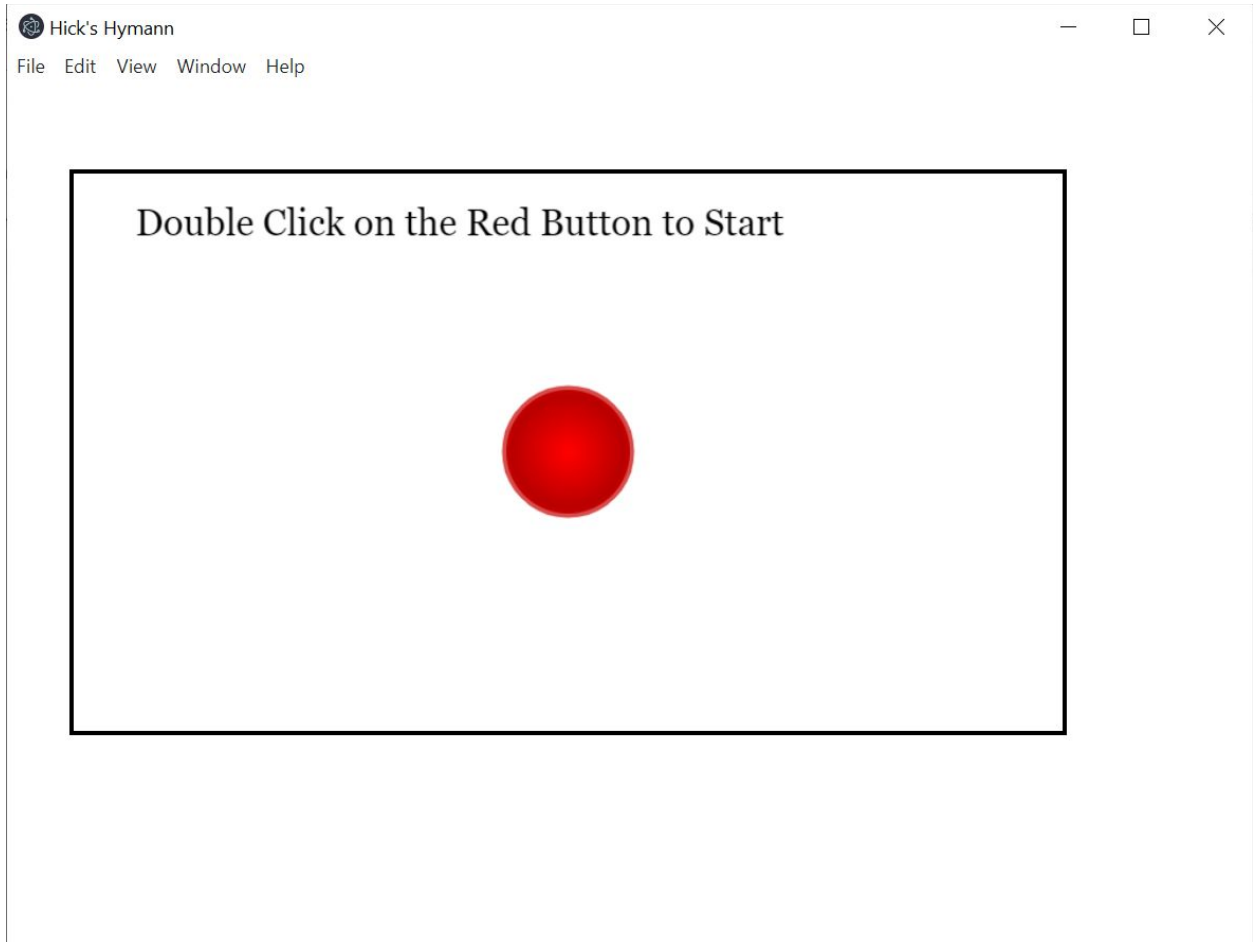 Hick's Hymann
File Edit View Window Help
Double Click on the Red Button to Start